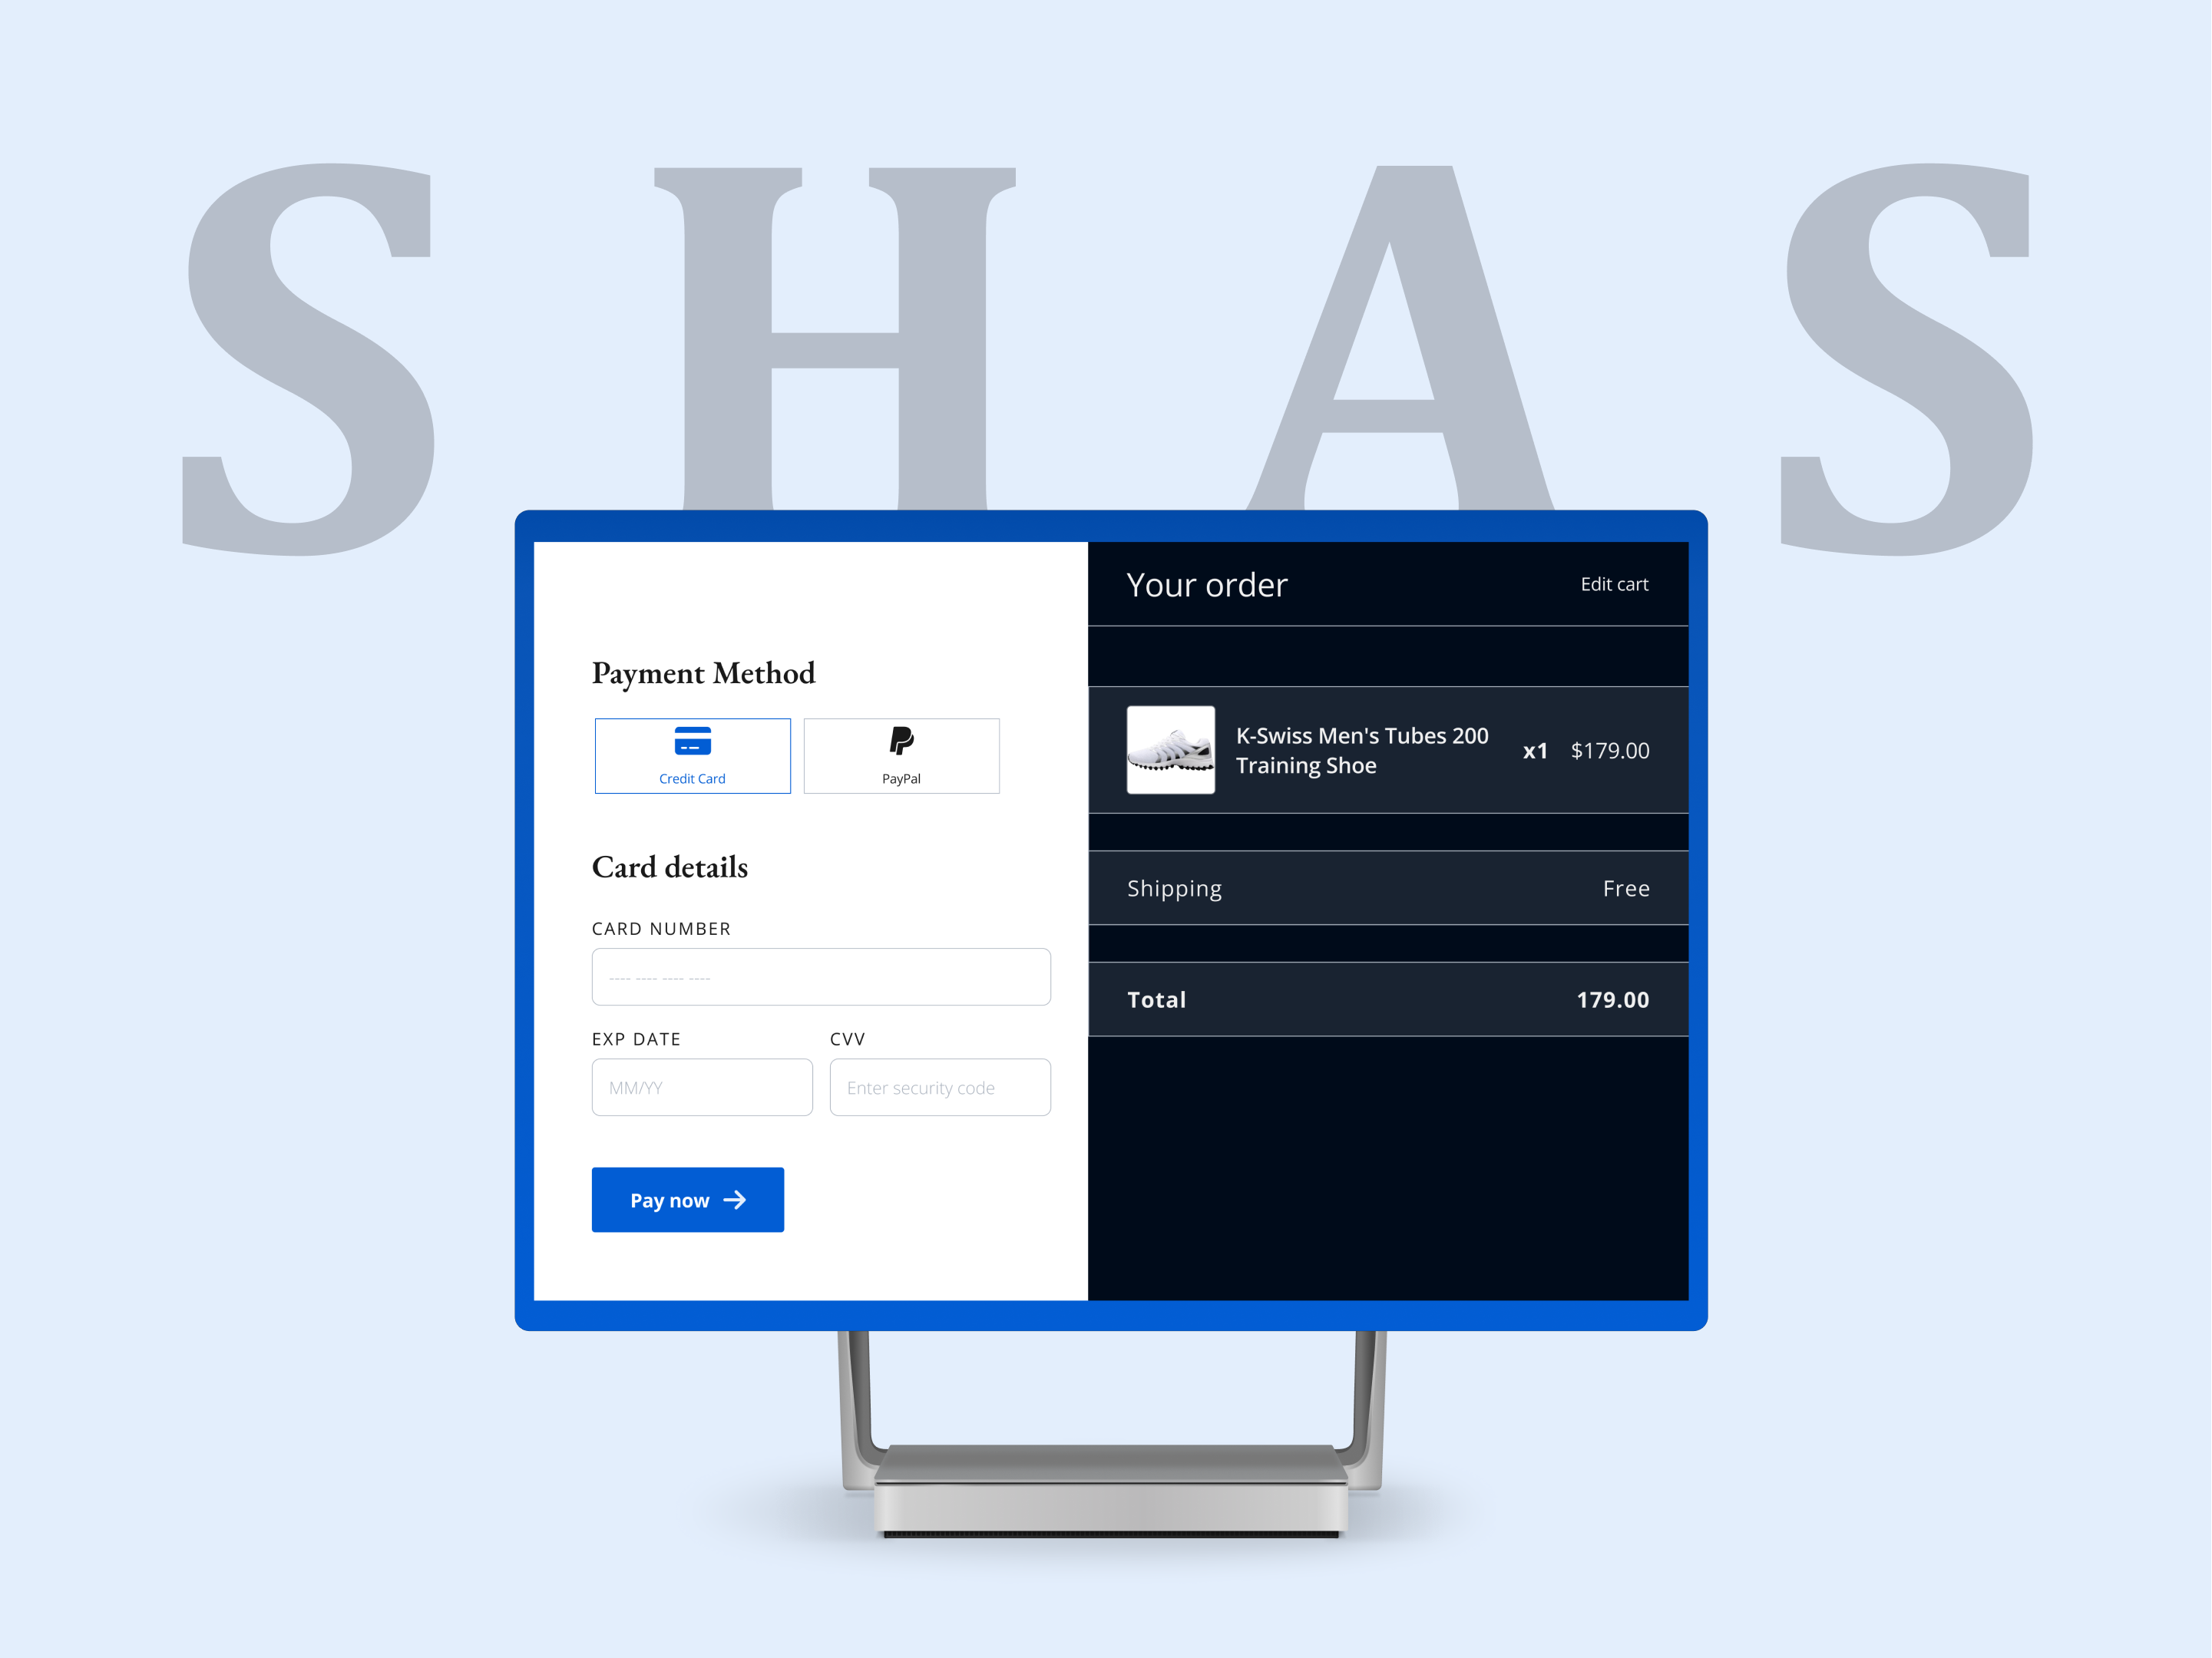 SHAS
Payment Method
Credit Card
PayPal
Card details
CARD NUMBER
---- ---- ---- ----
EXP DATE
CVV
MM/YY
Enter security code
Pay now
Your order
Edit cart
K-Swiss Men's Tubes 200
Training Shoe
x1 $179.00
Shipping Free
Total 179.00